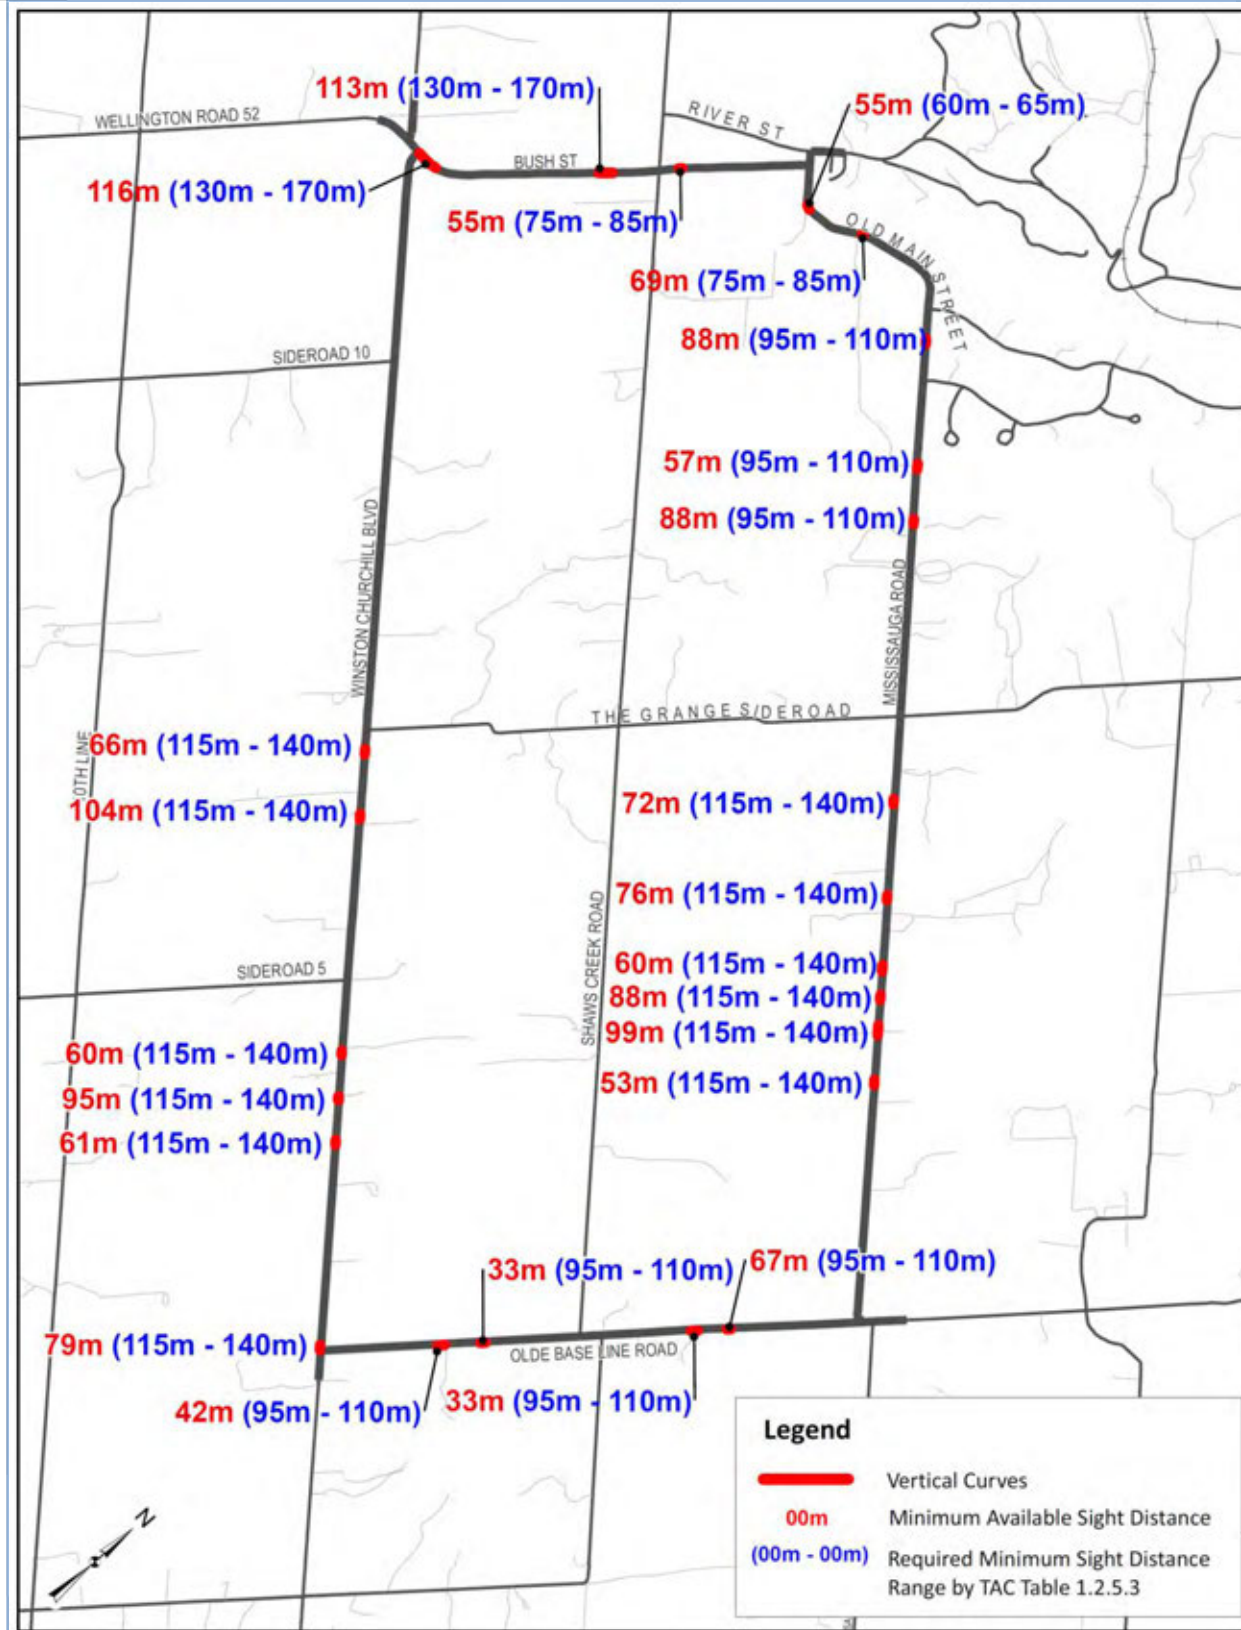 113m (130m - 170m)
55m (60m - 65m)
WELLINGTON ROAD 52
RIVER ST
BUSH ST
116m (130m - 170m)
55m (75m - 85m)
OLD MAIN STREET
69m (75m - 85m)
88m (95m - 110m)
SIDEROAD 10
57m (95m - 110m)
88m (95m - 110m)
WINSTON CHURCHILL BLVD
MISSISSAUGA ROAD
THE GRANGE SIDEROAD
66m (115m - 140m)
0TH LINE
104m (115m - 140m)
72m (115m - 140m)
76m (115m - 140m)
SHAWS CREEK ROAD
60m (115m - 140m)
SIDEROAD 5
88m (115m - 140m)
99m (115m - 140m)
60m (115m - 140m)
53m (115m - 140m)
95m (115m - 140m)
61m (115m - 140m)
33m (95m - 110m)
67m (95m - 110m)
79m (115m - 140m)
OLDE BASE LINE ROAD
42m (95m - 110m)
33m (95m - 110m)
Legend
Vertical Curves
00m Minimum Available Sight Distance
(00m - 00m) Required Minimum Sight Distance
Range by TAC Table 1.2.5.3
N